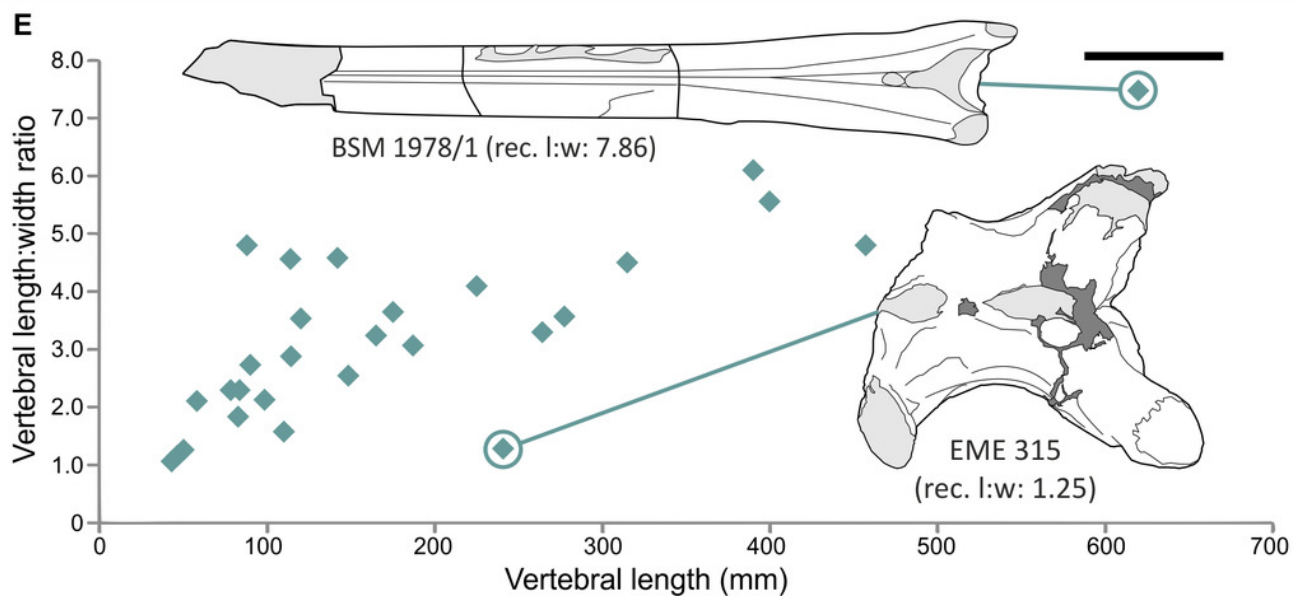 E
Vertebral length:width ratio
8.0
7.0
6.0
5.0
4.0
3.0
2.0
1.0
0
BSM 1978/1 (rec. l:w: 7.86)
EME 315
(rec. l:w: 1.25)
0 100 200 300 400 500 600 700
Vertebral length (mm)